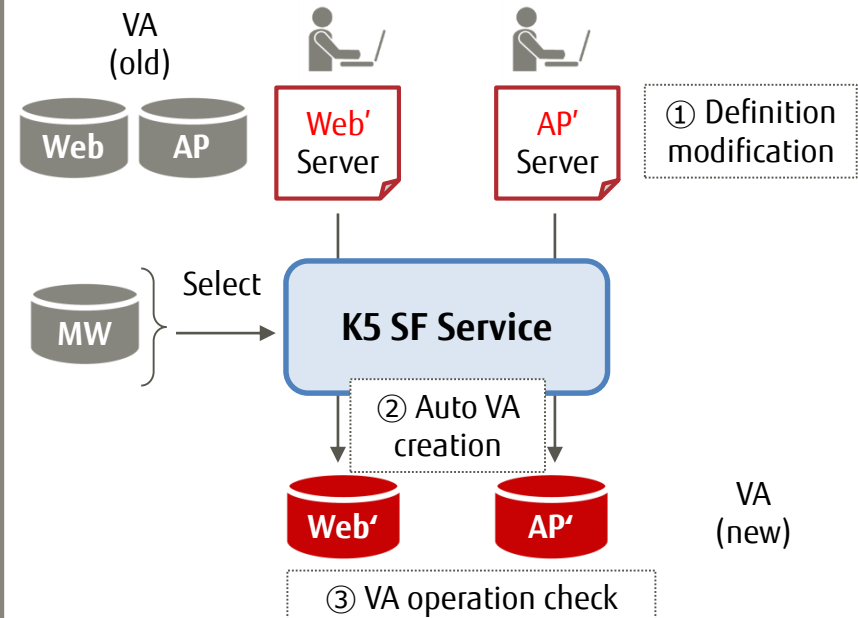 VA
(old)
Web
AP
Web’
Server
AP’
Server
① Definition
modification
MW
Select
K5 SF Service
② Auto VA
creation
Web‘
AP‘
VA
(new)
③ VA operation check